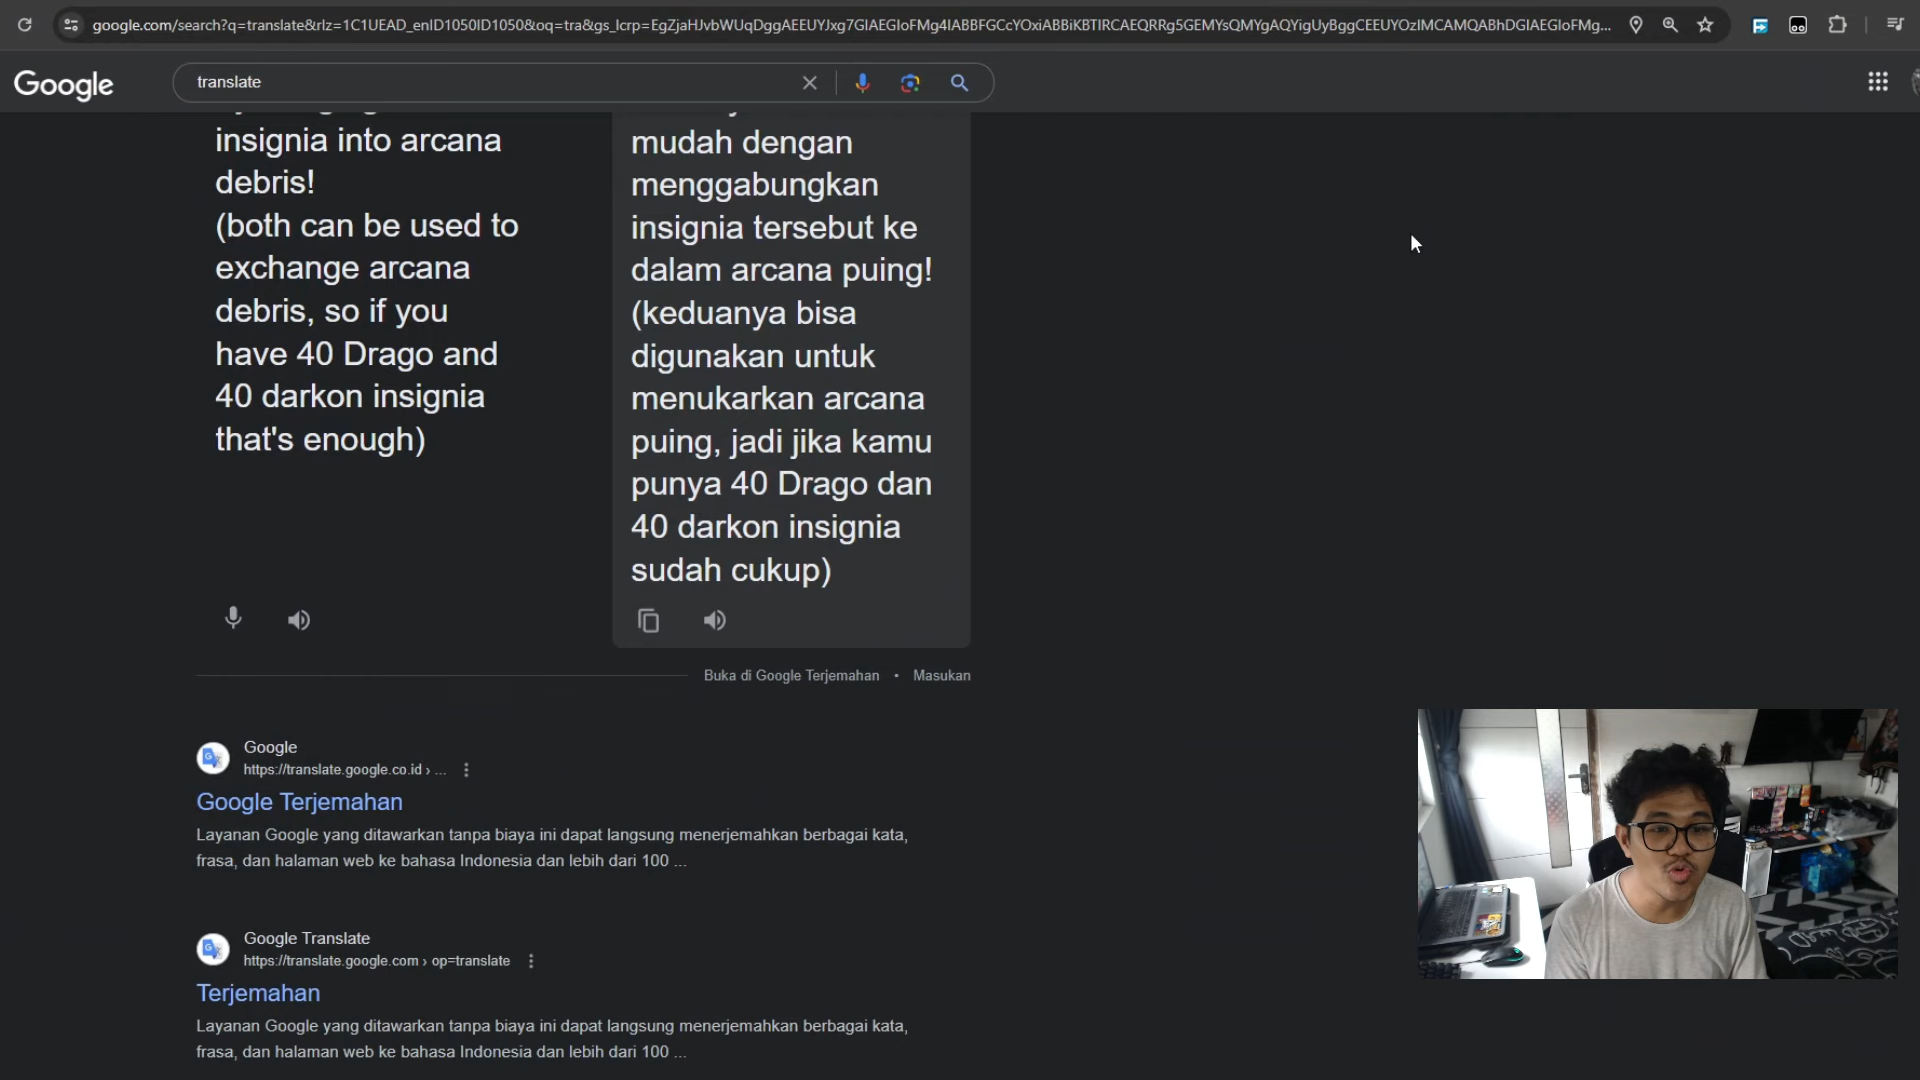 google.com/search?q=translate&rlz=1C1UEAD_enID1050ID1050&oq=tra&gs_lcrp=EgZjaHJvbWUqDggAEEUYJxg7GIAEGIoFMg4IABBFGCcYOxiABBiKBTIRCAEQRRg5GEMYsQMYgAQYigUyBggCEEUYOzIMCAMQABhDGIAEGIoFMg...
Google
translate
insignia into arcana
debris!
(both can be used to
exchange arcana
debris, so if you
have 40 Drago and
40 darkon insignia
that's enough)
mudah dengan
menggabungkan
insignia tersebut ke
dalam arcana puing!
(keduanya bisa
digunakan untuk
menukarkan arcana
puing, jadi jika kamu
punya 40 Drago dan
40 darkon insignia
sudah cukup)
Buka di Google Terjemahan • Masukan
Google
https://translate.google.co.id › ...
Google Terjemahan
Layanan Google yang ditawarkan tanpa biaya ini dapat langsung menerjemahkan berbagai kata,
frasa, dan halaman web ke bahasa Indonesia dan lebih dari 100 ...
Google Translate
https://translate.google.com › op=translate
Terjemahan
Layanan Google yang ditawarkan tanpa biaya ini dapat langsung menerjemahkan berbagai kata,
frasa, dan halaman web ke bahasa Indonesia dan lebih dari 100 ...